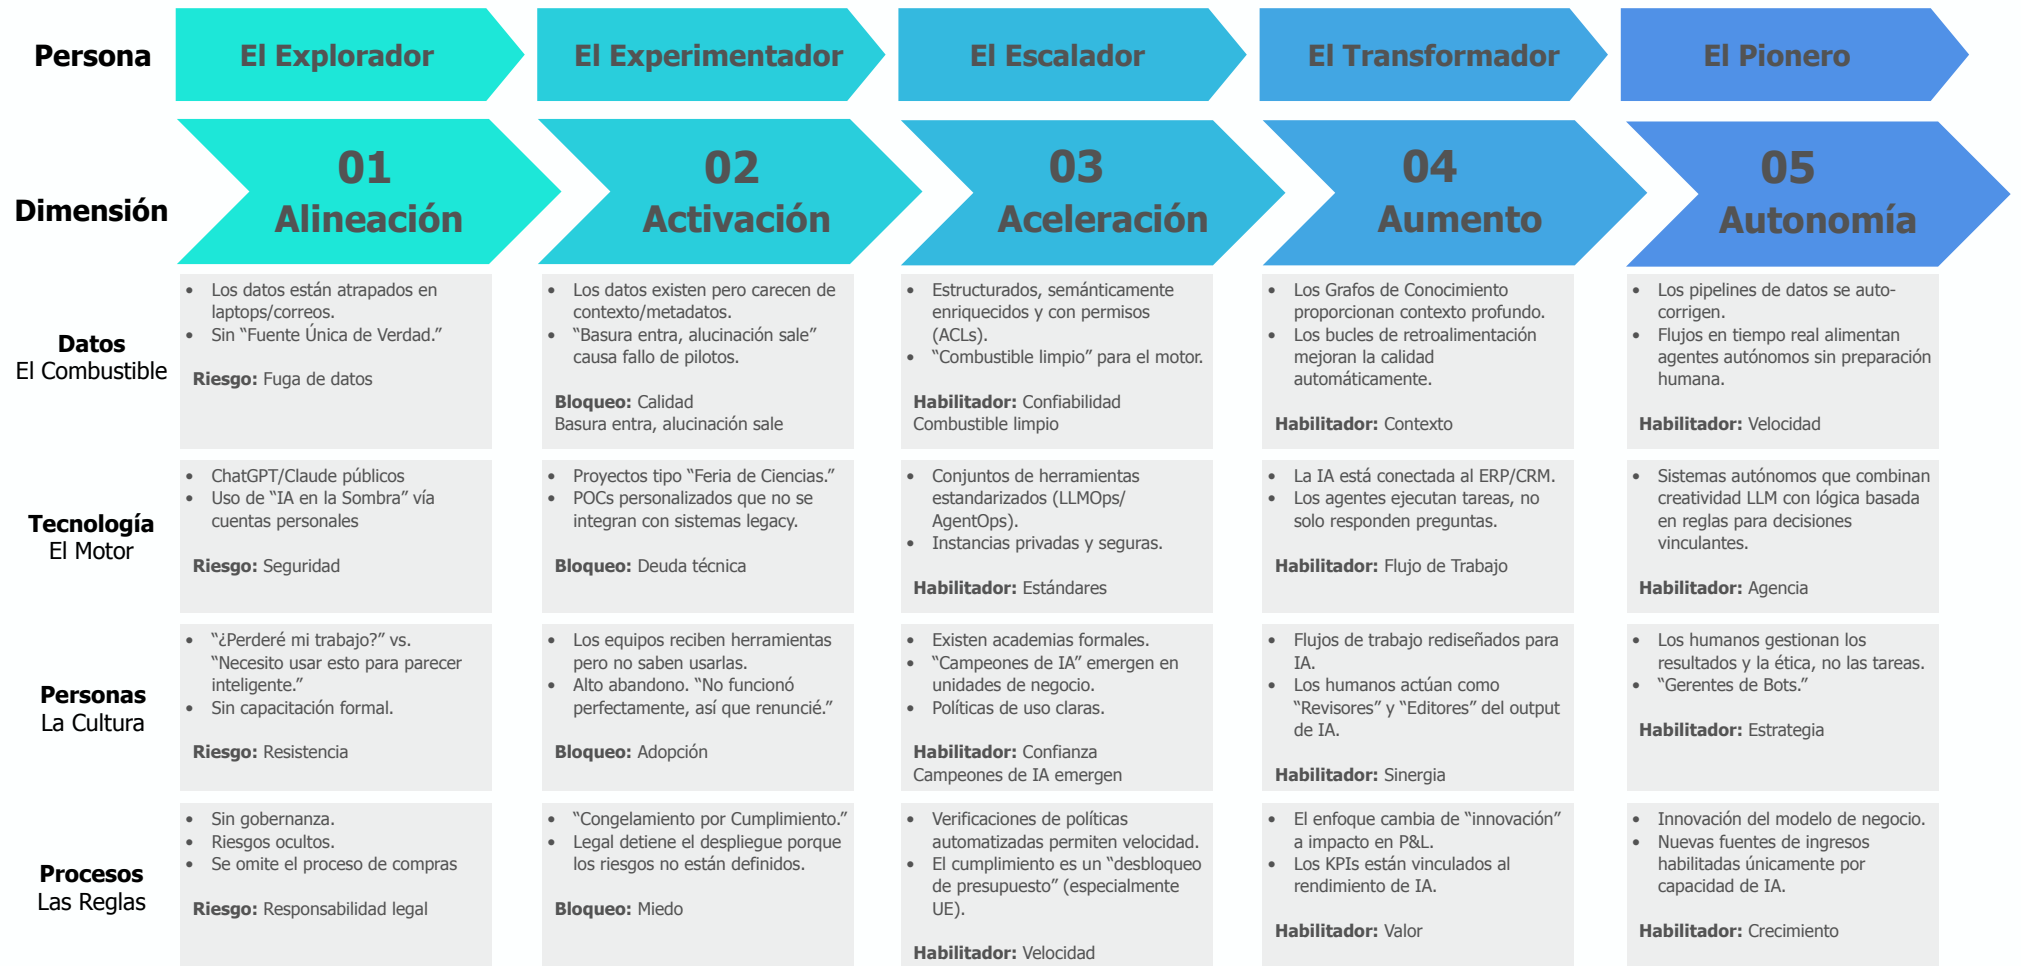 Persona
El Explorador
El Experimentador
El Escalador
El Transformador
El Pionero
Dimensión
01
Alineación
02
Activación
03
Aceleración
04
Aumento
05
Autonomía
Datos
El Combustible
• Los datos están atrapados en
laptops/correos.
• Sin “Fuente Única de Verdad.”
Riesgo: Fuga de datos
• Los datos existen pero carecen de
contexto/metadatos.
• “Basura entra, alucinación sale”
causa fallo de pilotos.
Bloqueo: Calidad
Basura entra, alucinación sale
• Estructurados, semánticamente
enriquecidos y con permisos
(ACLs).
• “Combustible limpio” para el motor.
Habilitador: Confiabilidad
Combustible limpio
• Los Grafos de Conocimiento
proporcionan contexto profundo.
• Los bucles de retroalimentación
mejoran la calidad
automáticamente.
Habilitador: Contexto
• Los pipelines de datos se auto-
corrigen.
• Flujos en tiempo real alimentan
agentes autónomos sin preparación
humana.
Habilitador: Velocidad
Tecnología
El Motor
• ChatGPT/Claude públicos
• Uso de “IA en la Sombra” vía
cuentas personales
Riesgo: Seguridad
• Proyectos tipo “Feria de Ciencias.”
• POCs personalizados que no se
integran con sistemas legacy.
Bloqueo: Deuda técnica
• Conjuntos de herramientas
estandarizados (LLMOps/
AgentOps).
• Instancias privadas y seguras.
Habilitador: Estándares
• La IA está conectada al ERP/CRM.
• Los agentes ejecutan tareas, no
solo responden preguntas.
Habilitador: Flujo de Trabajo
• Sistemas autónomos que combinan
creatividad LLM con lógica basada
en reglas para decisiones
vinculantes.
Habilitador: Agencia
Personas
La Cultura
• “¿Perderé mi trabajo?” vs.
“Necesito usar esto para parecer
inteligente.”
• Sin capacitación formal.
Riesgo: Resistencia
• Los equipos reciben herramientas
pero no saben usarlas.
• Alto abandono. “No funcionó
perfectamente, así que renuncié.”
Bloqueo: Adopción
• Existen academias formales.
• “Campeones de IA” emergen en
unidades de negocio.
• Políticas de uso claras.
Habilitador: Confianza
Campeones de IA emergen
• Flujos de trabajo rediseñados para
IA.
• Los humanos actúan como
“Revisores” y “Editores” del output
de IA.
Habilitador: Sinergia
• Los humanos gestionan los
resultados y la ética, no las tareas.
• “Gerentes de Bots.”
Habilitador: Estrategia
Procesos
Las Reglas
• Sin gobernanza.
• Riesgos ocultos.
• Se omite el proceso de compras
Riesgo: Responsabilidad legal
• “Congelamiento por Cumplimiento.”
• Legal detiene el despliegue porque
los riesgos no están definidos.
Bloqueo: Miedo
• Verificaciones de políticas
automatizadas permiten velocidad.
• El cumplimiento es un “desbloqueo
de presupuesto” (especialmente
UE).
Habilitador: Velocidad
• El enfoque cambia de “innovación”
a impacto en P&L.
• Los KPIs están vinculados al
rendimiento de IA.
Habilitador: Valor
• Innovación del modelo de negocio.
• Nuevas fuentes de ingresos
habilitadas únicamente por
capacidad de IA.
Habilitador: Crecimiento